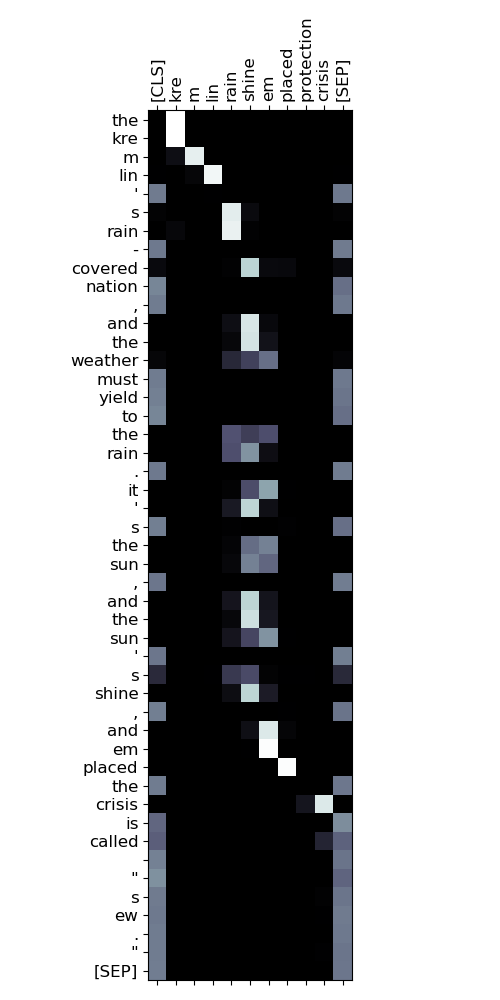 [CLS]
kre
m
lin
rain
shine
em
placed
protection
crisis
[SEP]
the
kre
m
lin
'
s
rain
-
covered
nation
,
and
the
weather
must
yield
to
the
rain
.
it
'
s
the
sun
,
and
the
sun
'
s
shine
,
and
em
placed
the
crisis
is
called
"
s
ew
.
"
[SEP]